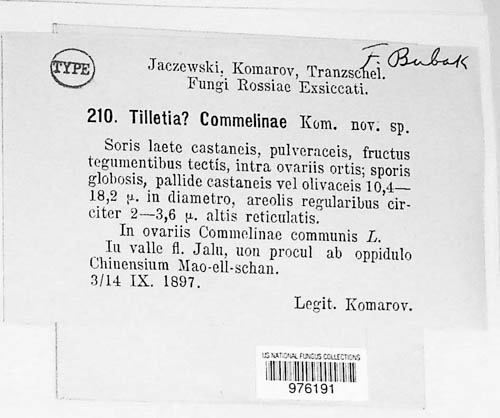 TYPE
F. Bubak
Jaczewski, Komarov, Tranzschel.
Fungi Rossiae Exsiccati.
210. Tilletia? Commelinae Kom. nov. sp.
Soris laete castaneis, pulveraceis, fructus
tegumentibus tectis, intra ovariis ortis; sporis
globosis, pallide castaneis vel olivaceis 10,4—
18,2 μ. in diametro, areolis regularibus cir-
citer 2—3,6 μ. altis reticulatis.
In ovariis Commelinae communis L.
Iu valle fl. Jalu, uon procul ab oppidulo
Chinensium Mao-ell-schan.
3/14 IX. 1897.
Legit. Komarov.
US NATIONAL FUNGUS COLLECTIONS
976191